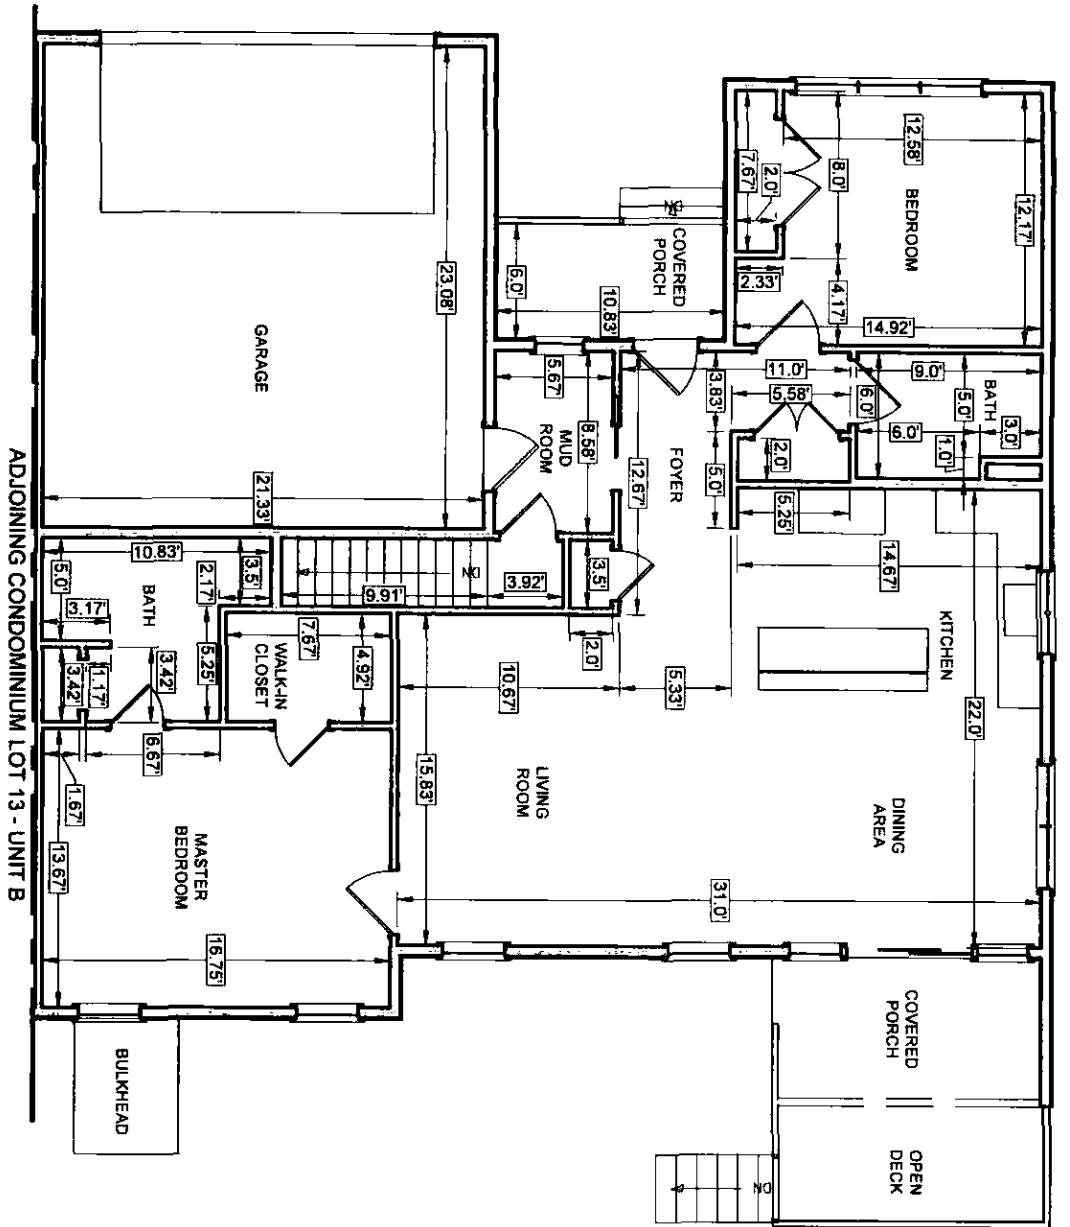 12.58'
12.17'
7.67'
2.0'
8.0'
BEDROOM
2.33'
4.17'
14.92'
DN
COVERED
PORCH
6.0'
10.83'
23.08'
GARAGE
21.33'
5.67'
8.58'
MUD
ROOM
12.67'
3.83'
FOYER
5.0'
11.0'
5.58'
2.0'
6.0'
9.0'
5.0'
BATH
3.0'
6.0'
1.0'
5.25'
14.67'
KITCHEN
22.0'
10.83'
3.5'
5.0'
2.17'
BATH
3.17'
5.25'
3.42'
1.17'
3.42'
DN
9.91'
3.92'
3.5'
2.0'
7.67'
4.92'
WALK-IN
CLOSET
10.67'
5.33'
15.83'
LIVING
ROOM
DINING
AREA
31.0'
6.67'
1.67'
13.67'
MASTER
BEDROOM
16.75'
BULKHEAD
COVERED
PORCH
OPEN
DECK
DN
ADJOINING CONDOMINIUM LOT 13 - UNIT B